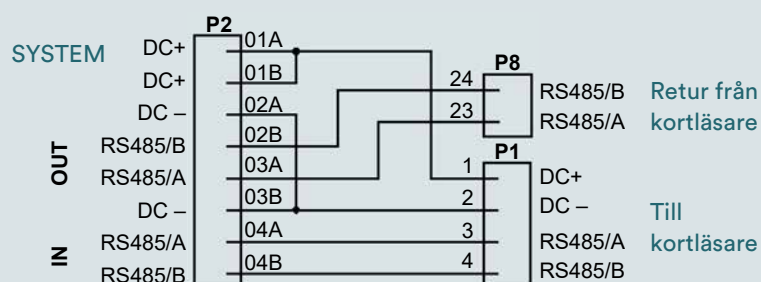 P2
SYSTEM
DC+
01A
DC+
01B
DC –
02A
OUT
RS485/B
02B
RS485/A
03A
DC –
03B
IN
RS485/A
04A
RS485/B
04B
P8
24
RS485/B
23
RS485/A
Retur från
kortläsare
P1
1
DC+
2
DC –
3
RS485/A
4
RS485/B
Till
kortläsare